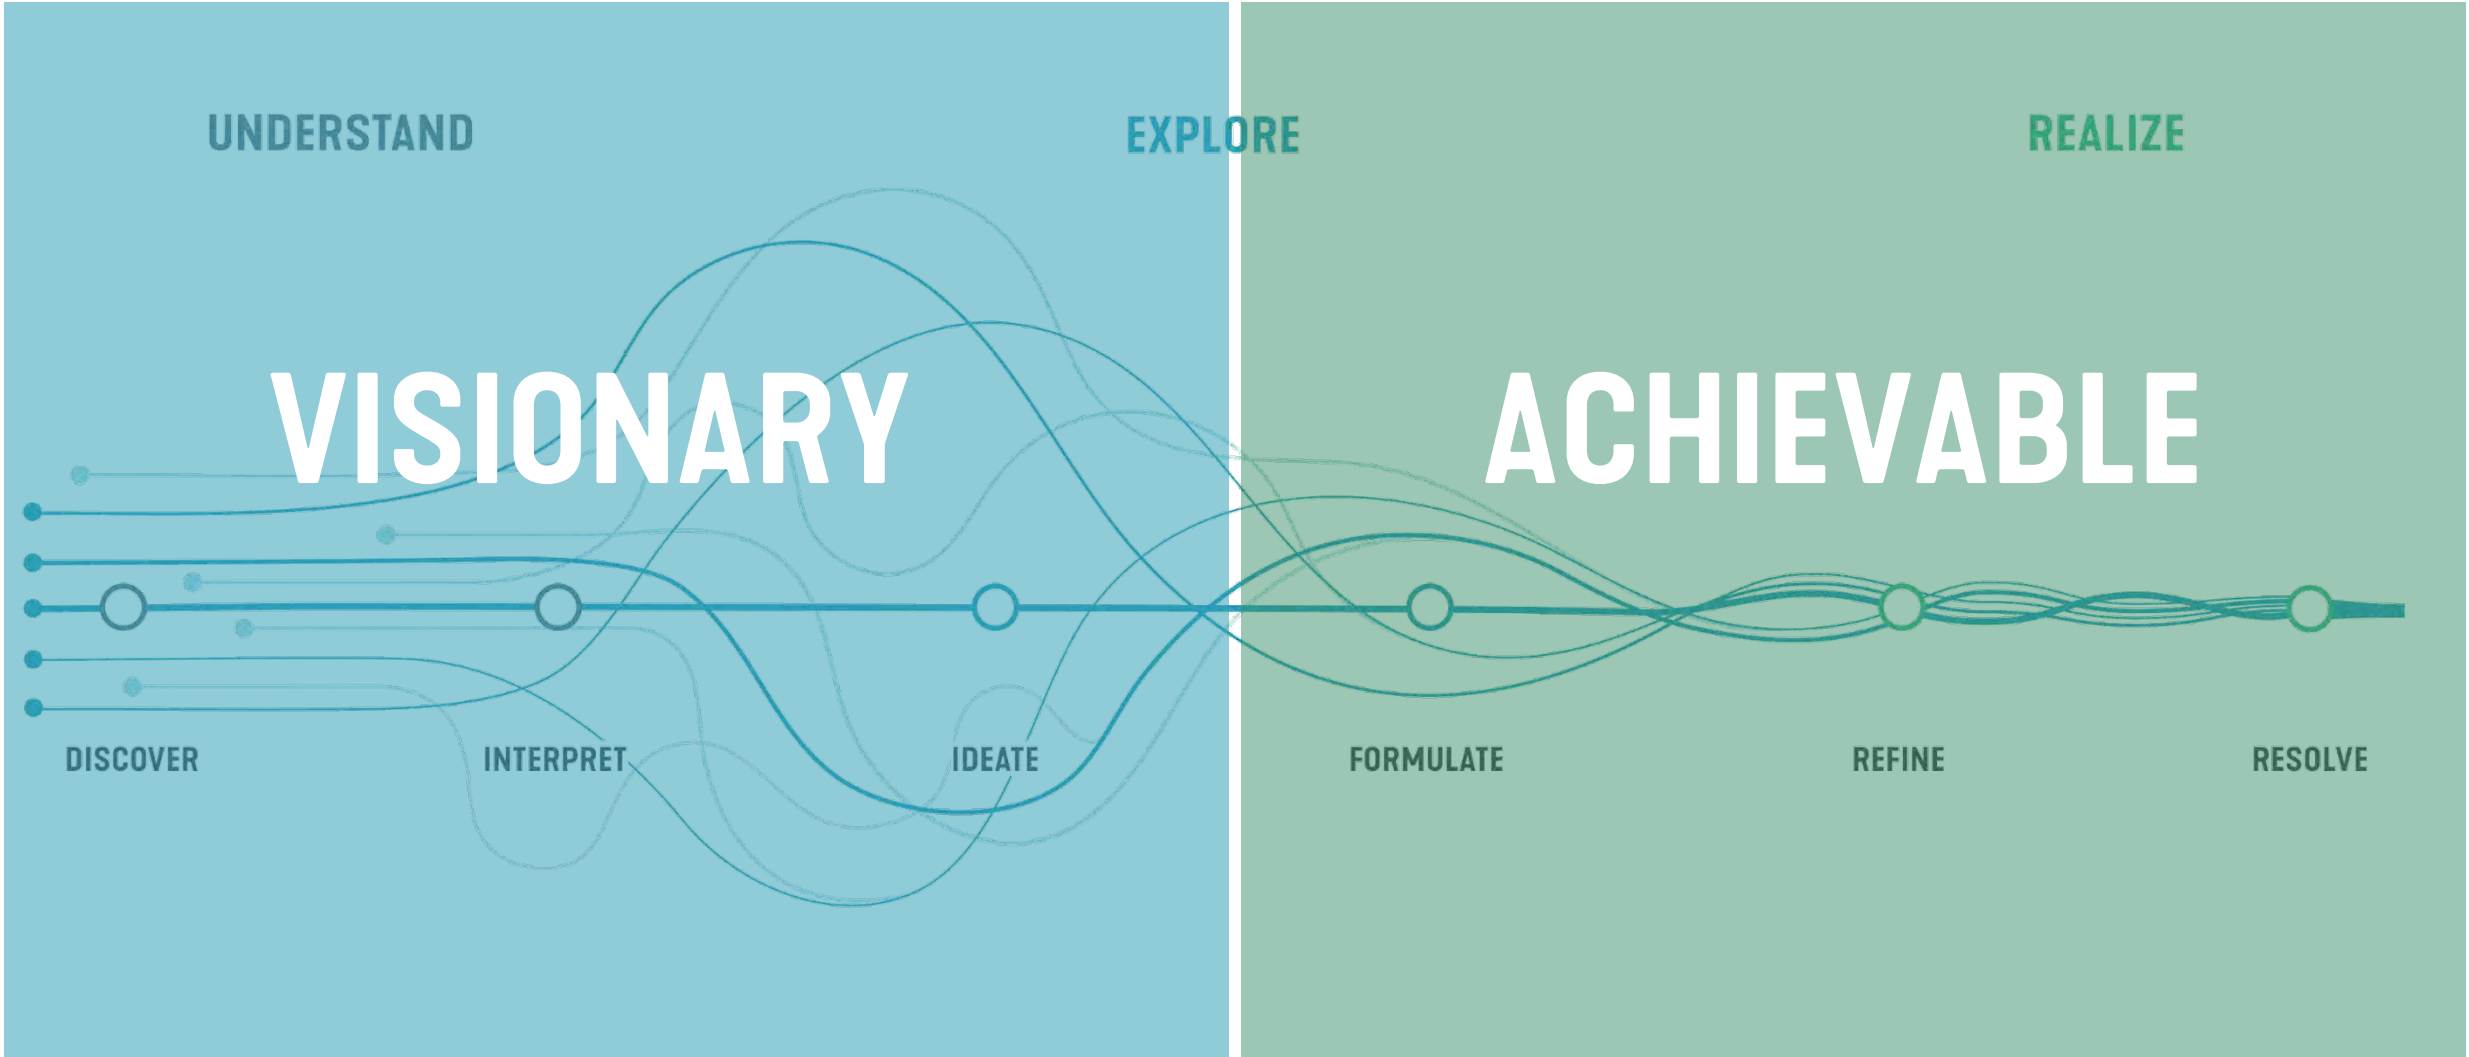 UNDERSTAND
EXPLORE
REALIZE
VISIONARY
ACHIEVABLE
DISCOVER
INTERPRET
IDEATE
FORMULATE
REFINE
RESOLVE